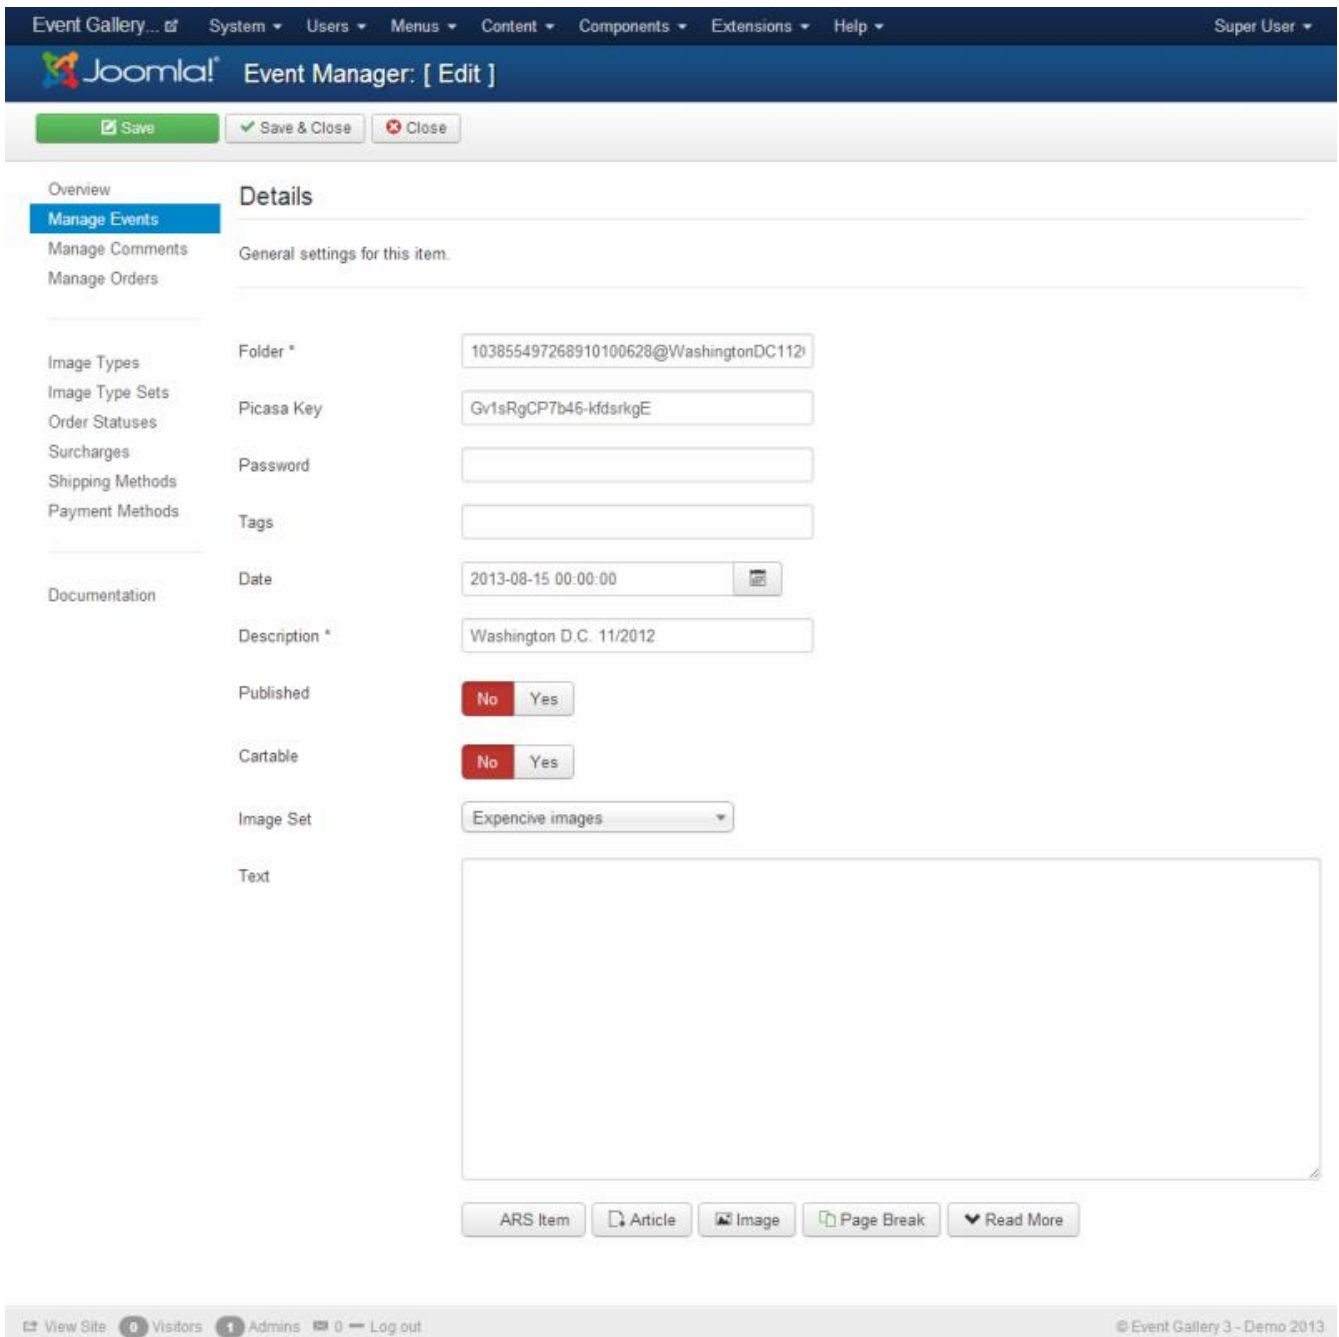 Event Gallery... System Users Menus Content Components Extensions Help Super User
Joomla! Event Manager: [ Edit ]
Save Save & Close Close
Overview
Manage Events
Manage Comments
Manage Orders
Image Types
Image Type Sets
Order Statuses
Surcharges
Shipping Methods
Payment Methods
Documentation
Details
General settings for this item.
Folder * 103855497268910100628@WashingtonDC112
Picasa Key Gv1sRgCP7b46-kfdsrkgE
Password
Tags
Date 2013-08-15 00:00:00
Description * Washington D.C. 11/2012
Published No Yes
Cartable No Yes
Image Set Expencive images
Text
ARS Item Article Image Page Break Read More
View Site 0 Visitors 1 Admins 0 Log out © Event Gallery 3 - Demo 2013